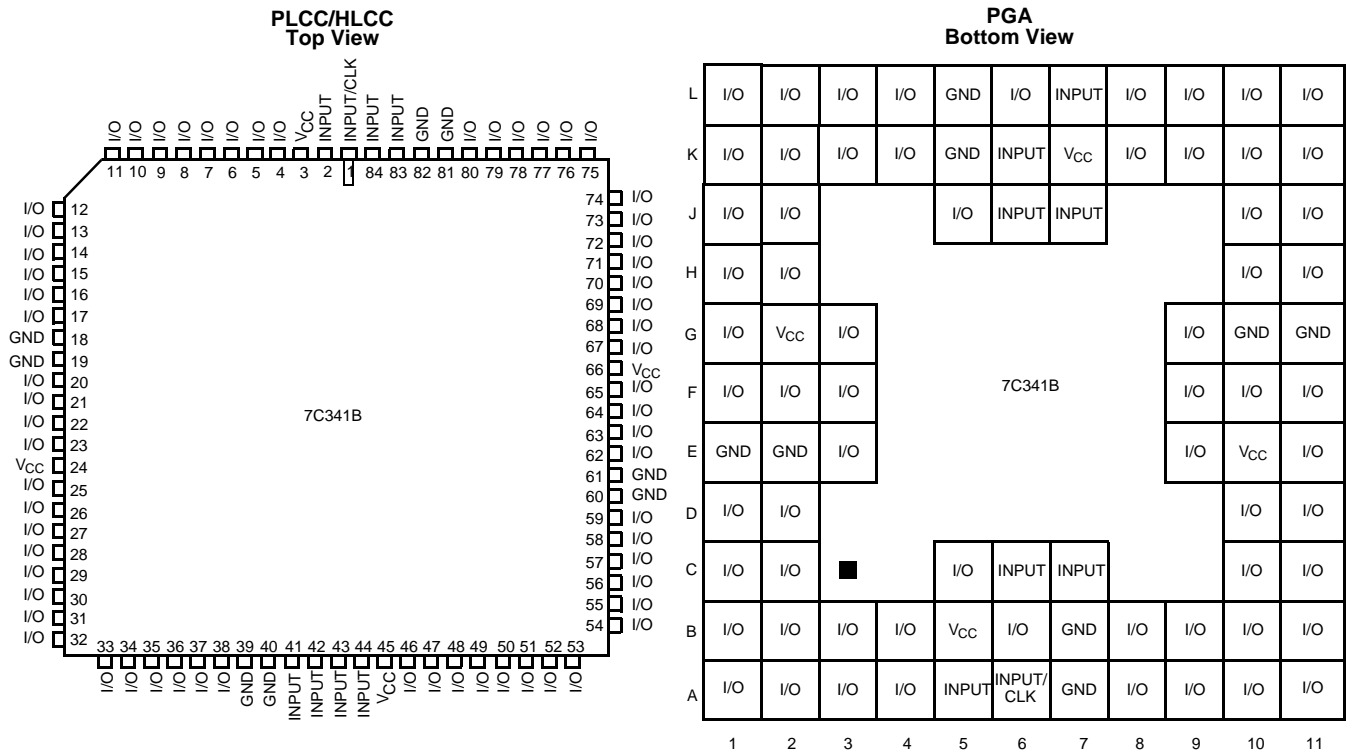 PLCC/HLCC
Top View
I/O I/O I/O I/O I/O I/O I/O I/O VCC INPUT INPUT/CLK INPUT INPUT GND GND I/O I/O I/O I/O I/O I/O
11 10 9 8 7 6 5 4 3 2 1 84 83 82 81 80 79 78 77 76 75
I/O 12
I/O 13
I/O 14
I/O 15
I/O 16
I/O 17
GND 18
GND 19
I/O 20
I/O 21
I/O 22
I/O 23
VCC 24
I/O 25
I/O 26
I/O 27
I/O 28
I/O 29
I/O 30
I/O 31
I/O 32
7C341B
74 I/O
73 I/O
72 I/O
71 I/O
70 I/O
69 I/O
68 I/O
67 I/O
66 VCC
65 I/O
64 I/O
63 I/O
62 I/O
61 GND
60 GND
59 I/O
58 I/O
57 I/O
56 I/O
55 I/O
54 I/O
33 34 35 36 37 38 39 40 41 42 43 44 45 46 47 48 49 50 51 52 53
I/O I/O I/O I/O I/O I/O GND GND INPUT INPUT INPUT INPUT VCC I/O I/O I/O I/O I/O I/O I/O I/O
PGA
Bottom View
L I/O I/O I/O I/O GND I/O INPUT I/O I/O I/O I/O
K I/O I/O I/O I/O GND INPUT VCC I/O I/O I/O I/O
J I/O I/O I/O INPUT INPUT I/O I/O
H I/O I/O I/O I/O
G I/O VCC I/O I/O GND GND
F I/O I/O I/O 7C341B I/O I/O I/O
E GND GND I/O I/O VCC I/O
D I/O I/O I/O I/O
C I/O I/O I/O INPUT INPUT I/O I/O
B I/O I/O I/O I/O VCC I/O GND I/O I/O I/O I/O
A I/O I/O I/O I/O INPUT INPUT/
CLK GND I/O I/O I/O I/O
1 2 3 4 5 6 7 8 9 10 11